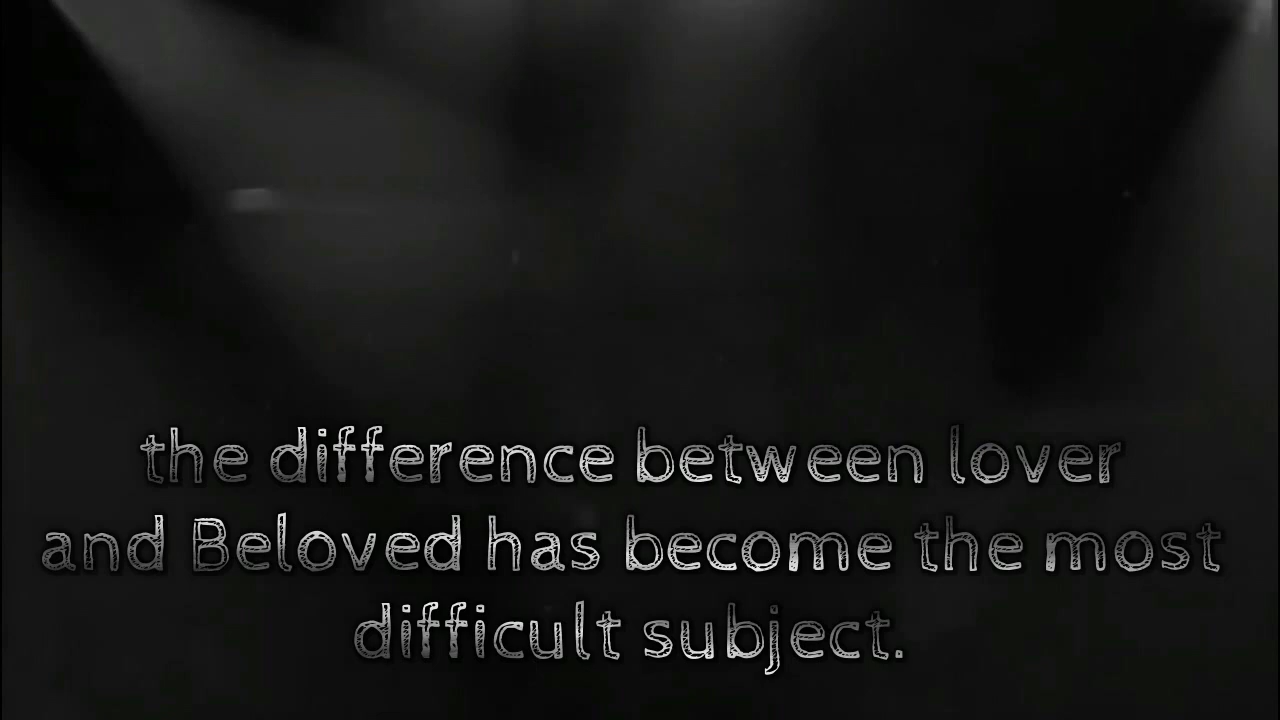 the difference between lover
and Beloved has become the most
difficult subject.